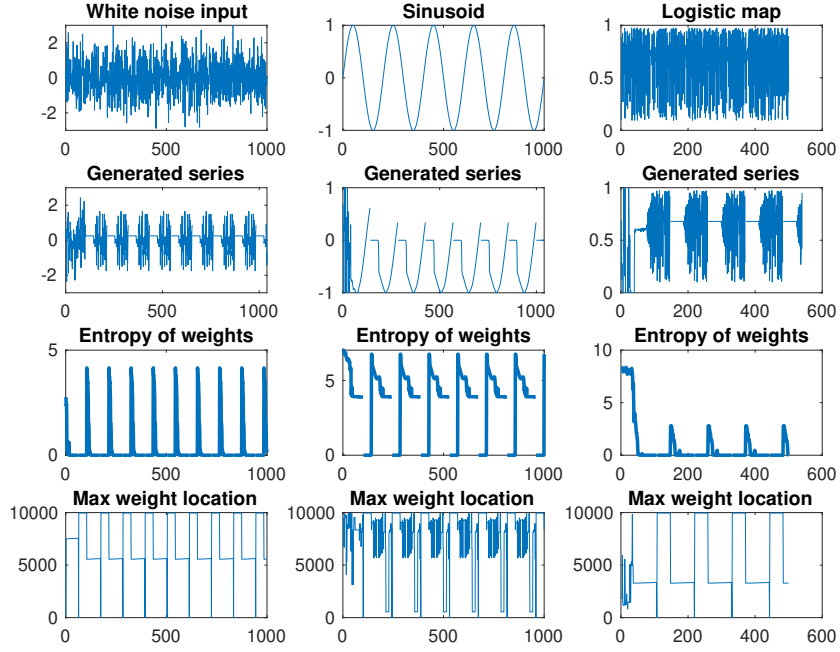 White noise input Sinusoid Logistic map
2 1 1
0 0 0.5
-2 -1 0
0 500 1000 0 500 1000 0 200 400 600
Generated series Generated series Generated series
2 1 1
0 0 0.5
-2 -1 0
0 500 1000 0 500 1000 0 200 400 600
Entropy of weights Entropy of weights Entropy of weights
5 5 10
0 0 5
0
0 500 1000 0 500 1000 0 200 400 600
Max weight location Max weight location Max weight location
10000 10000 10000
5000 5000 5000
0 0 0
0 500 1000 0 500 1000 0 200 400 600